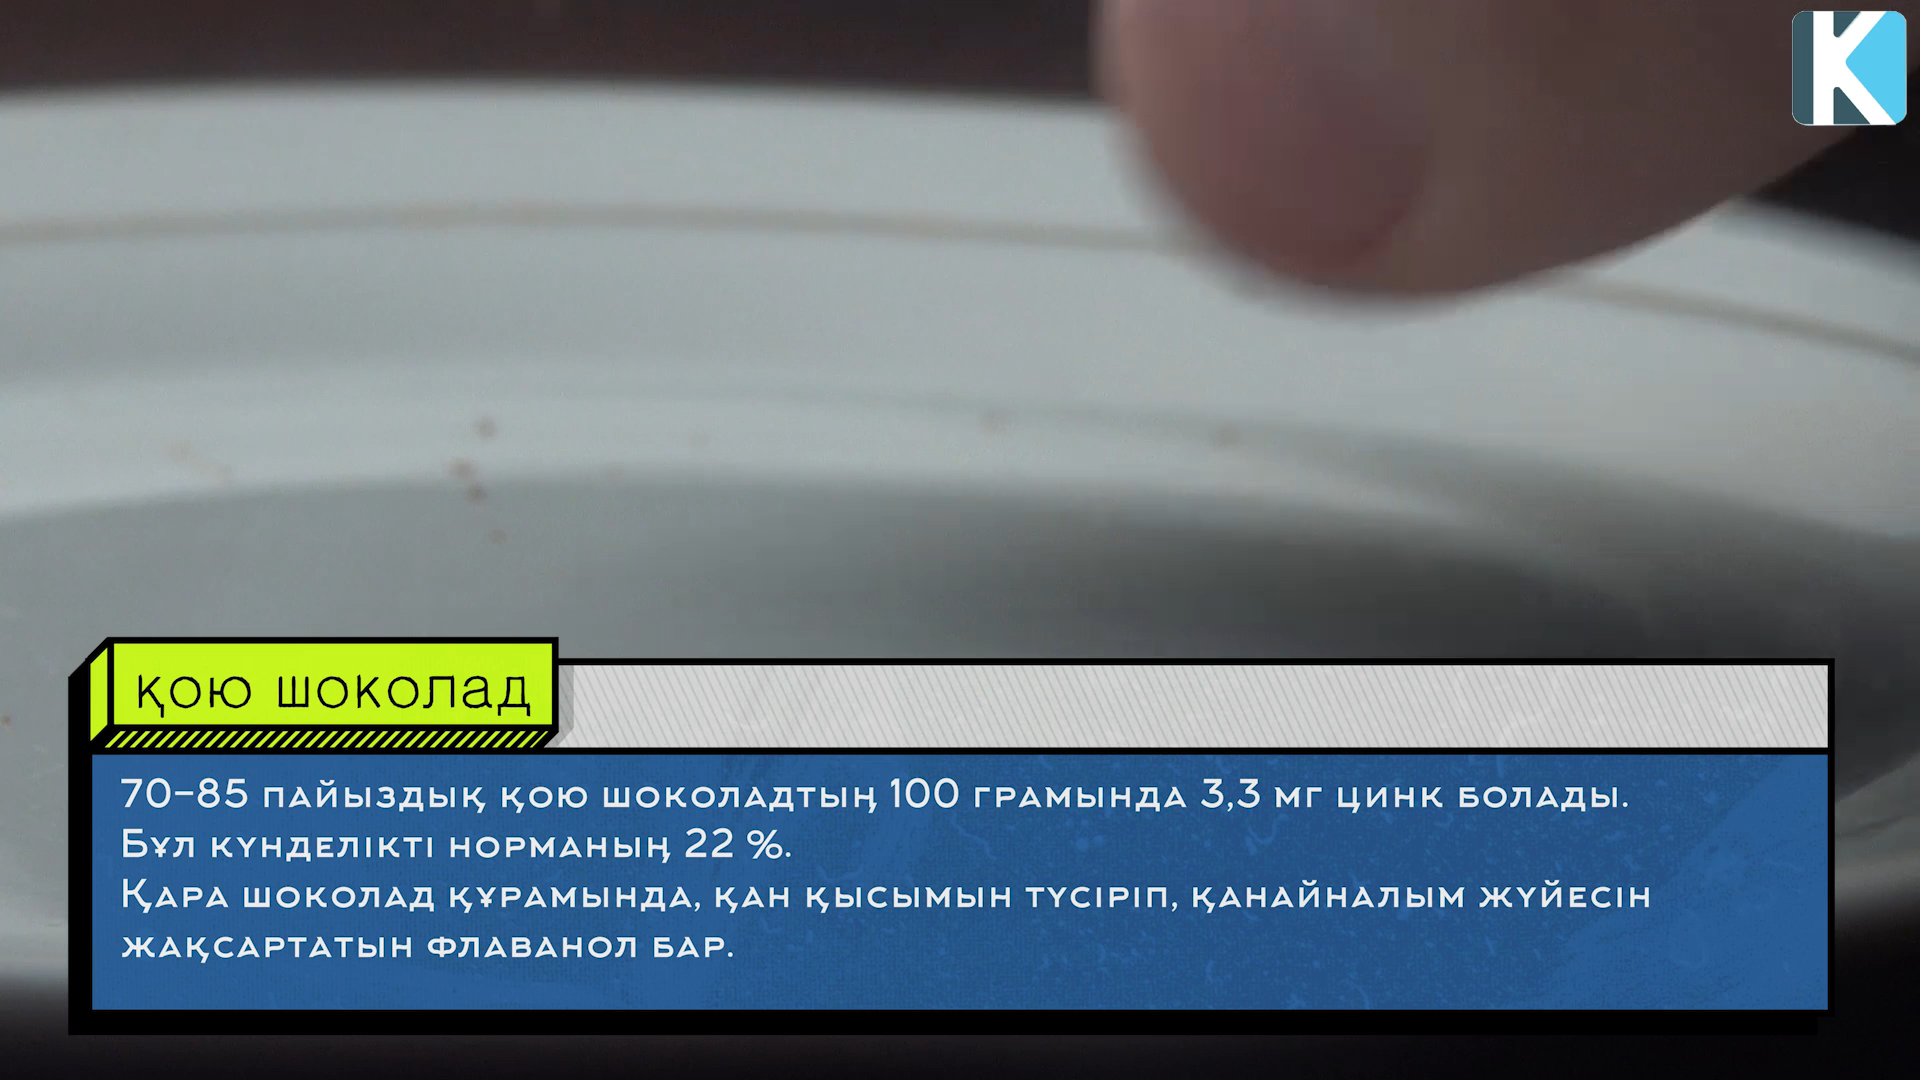 K
қою шоколад
70-85 пайыздық қою шоколадтың 100 грамында 3,3 мг цинк болады.
Бұл күнделікті норманың 22 %.
Қара шоколад құрамында, қан қысымын түсіріп, қанайналым жүйесін
жақсартатын флаванол бар.